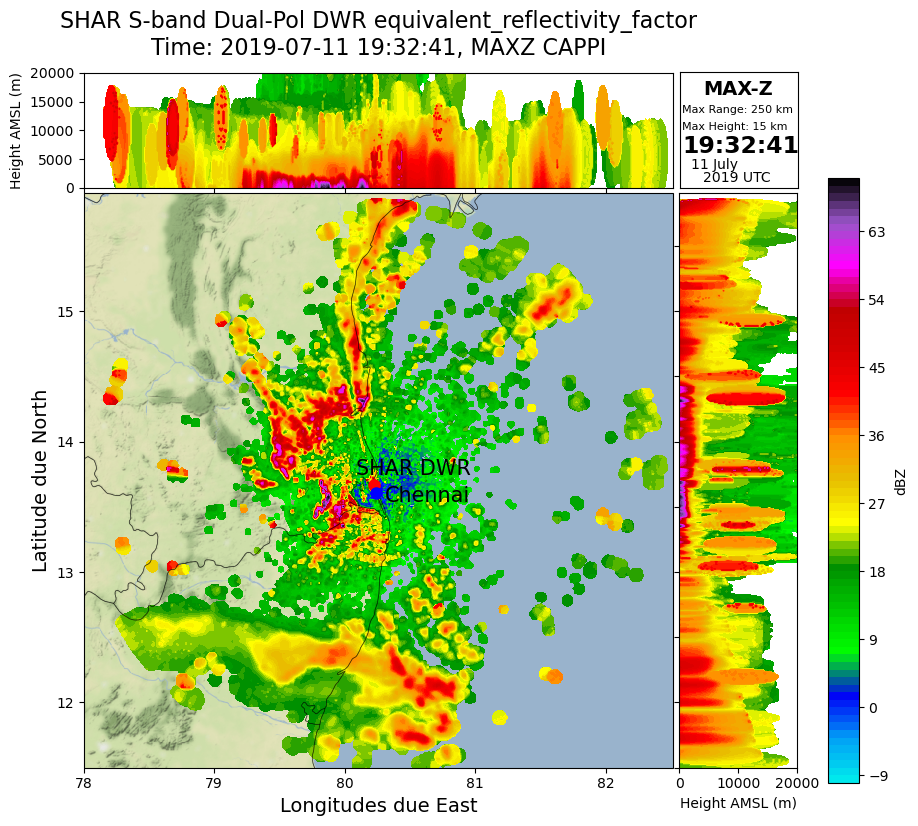 SHAR S-band Dual-Pol DWR equivalent_reflectivity_factor
Time: 2019-07-11 19:32:41, MAXZ CAPPI
Height AMSL (m)
20000
15000
10000
5000
0
MAX-Z
Max Range: 250 km
Max Height: 15 km
19:32:41
11 July
2019 UTC
Latitude due North
15
14
13
12
SHAR DWR
Chennai
78
79
80
81
82
Longitudes due East
0
10000
20000
Height AMSL (m)
63
54
45
36
27
18
9
0
−9
dBZ